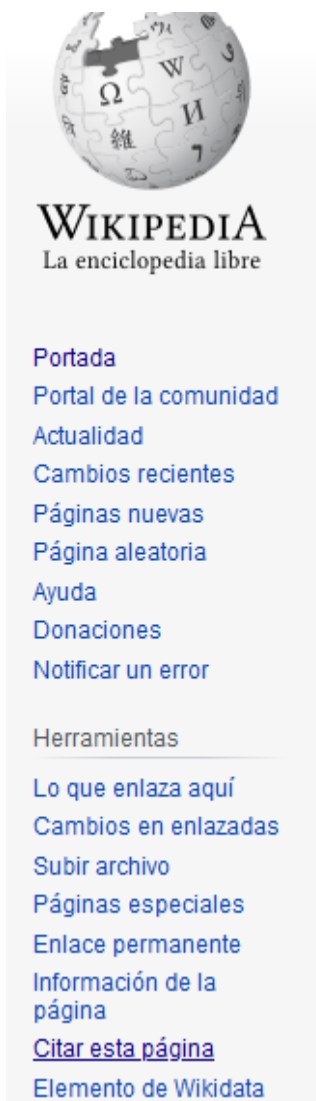 Ω W И 維 7
WIKIPEDIA
La enciclopedia libre
Portada
Portal de la comunidad
Actualidad
Cambios recientes
Páginas nuevas
Página aleatoria
Ayuda
Donaciones
Notificar un error
Herramientas
Lo que enlaza aquí
Cambios en enlazadas
Subir archivo
Páginas especiales
Enlace permanente
Información de la
página
Citar esta página
Elemento de Wikidata